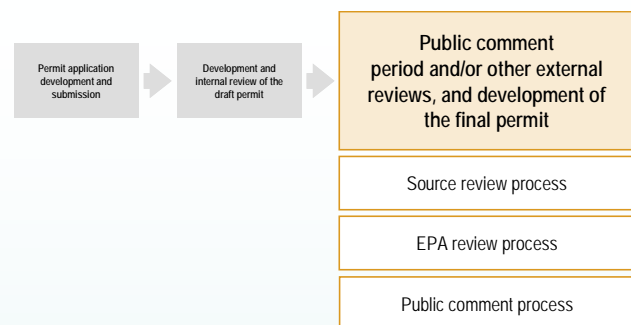 Permit application
development and
submission
Development and
internal review of the
draft permit
Public comment
period and/or other external
reviews, and development of
the final permit
Source review process
EPA review process
Public comment process